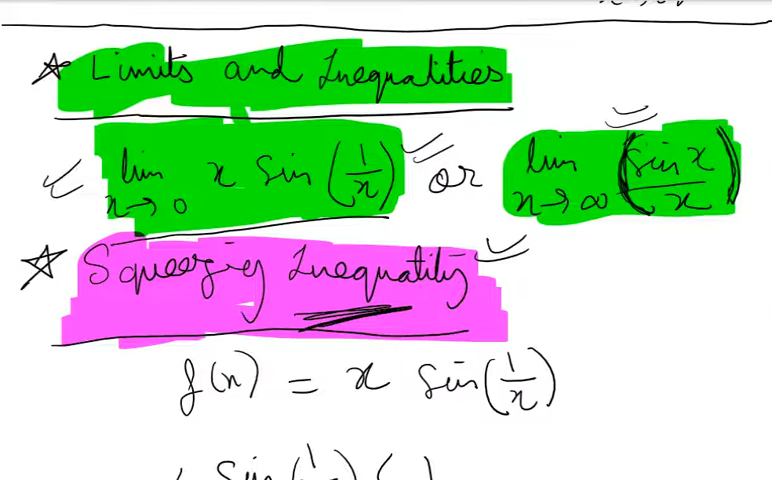 ☆ Limits and Inequalities
lim x→0 x sin (1/x) or lim x→∞ (sin x / x)
☆ Squeezing Inequality
f(x) = x sin (1/x)